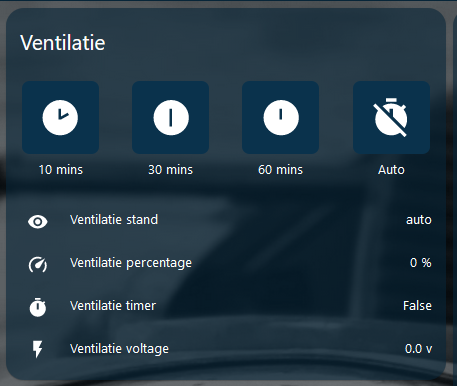 Ventilatie
10 mins 30 mins 60 mins Auto
Ventilatie stand auto
Ventilatie percentage 0 %
Ventilatie timer False
Ventilatie voltage 0.0 v